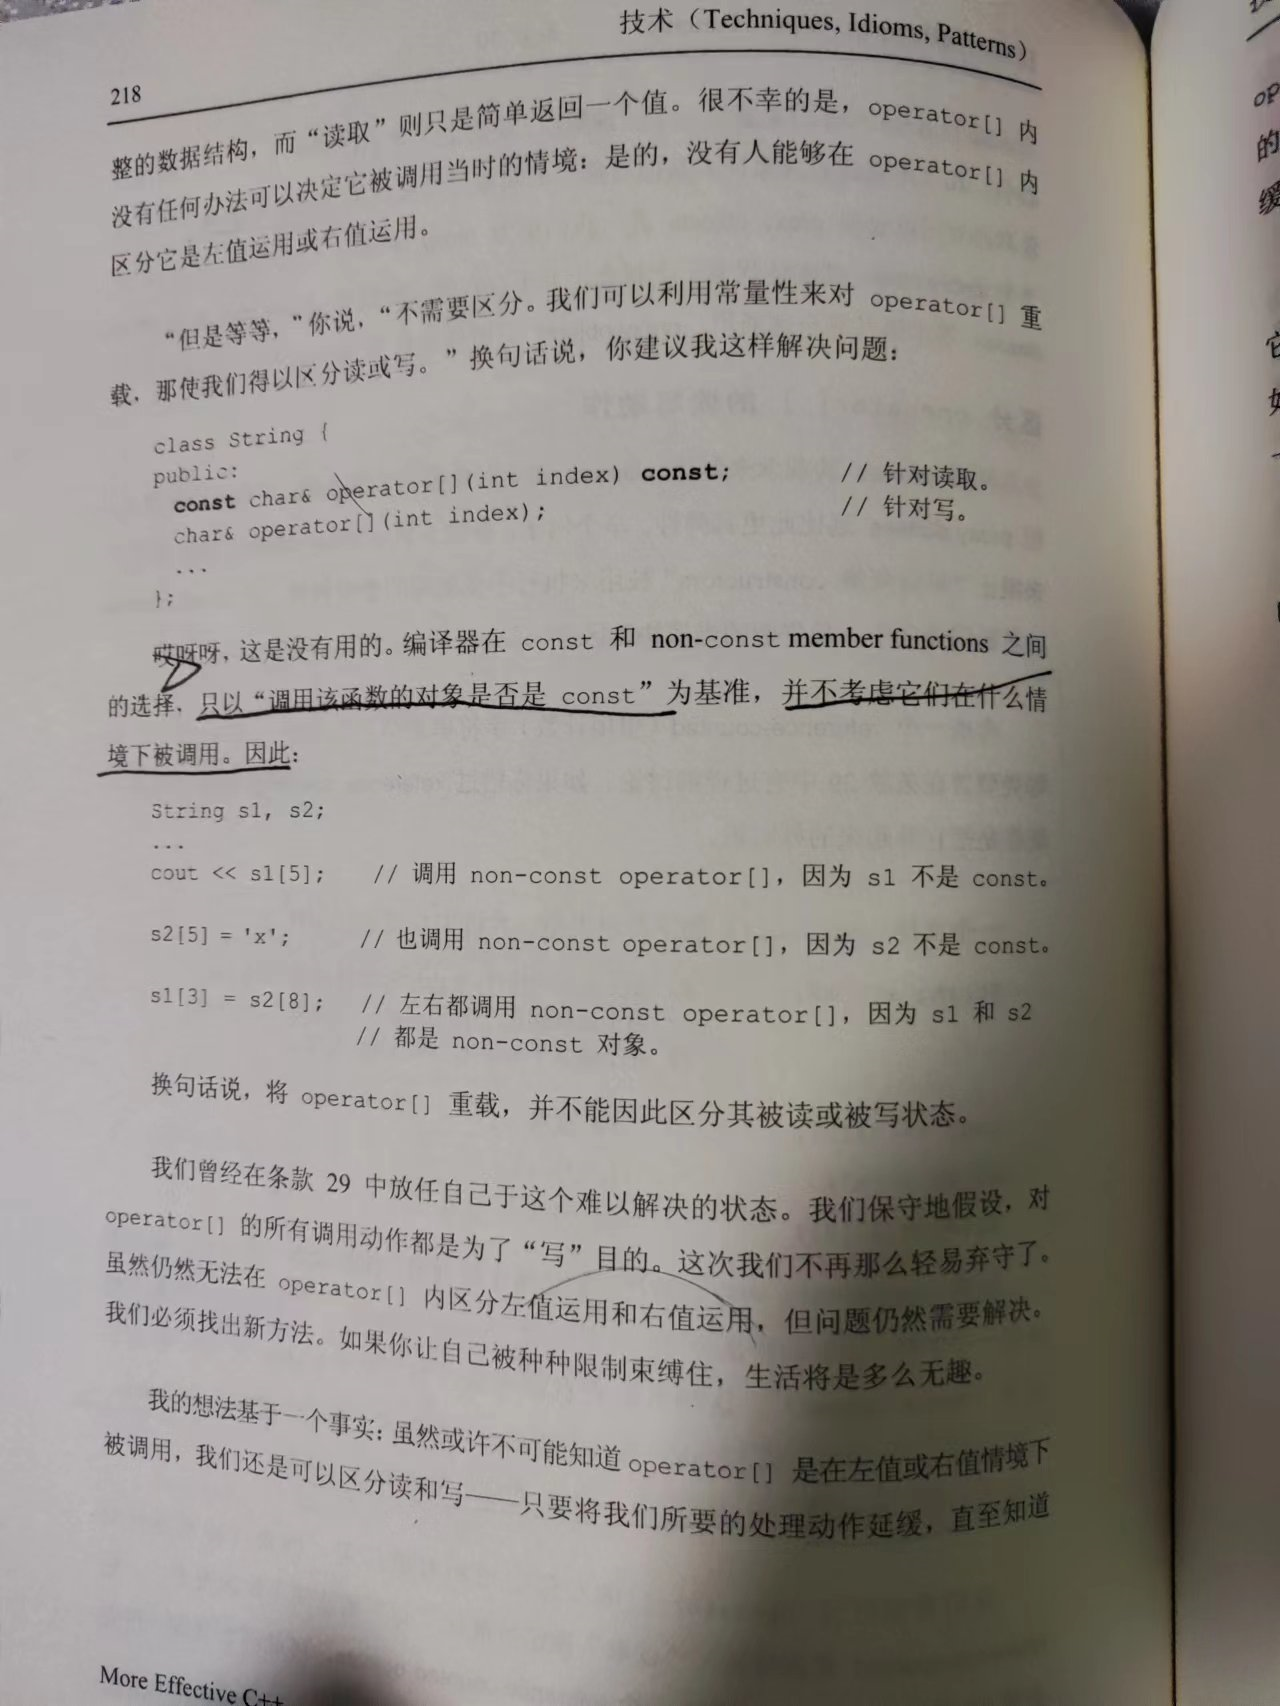 技术（Techniques, Idioms, Patterns）
218
整的数据结构，而“读取”则只是简单返回一个值。很不幸的是，operator[] 内
没有任何办法可以决定它被调用当时的情境：是的，没有人能够在 operator[] 内
区分它是左值运用或右值运用。
“但是等等，”你说，“不需要区分。我们可以利用常量性来对 operator[] 重
载，那使我们得以区分读或写。”换句话说，你建议我这样解决问题：
class String {
public:
const char& operator[](int index) const; // 针对读取。
char& operator[](int index); // 针对写。
...
};
哎呀呀，这是没有用的。编译器在 const 和 non-const member functions 之间
的选择，只以“调用该函数的对象是否是 const”为基准，并不考虑它们在什么情
境下被调用。因此：
String s1, s2;
...
cout << s1[5]; // 调用 non-const operator[]，因为 s1 不是 const。
s2[5] = 'x'; // 也调用 non-const operator[]，因为 s2 不是 const。
s1[3] = s2[8]; // 左右都调用 non-const operator[]，因为 s1 和 s2
// 都是 non-const 对象。
换句话说，将 operator[] 重载，并不能因此区分其被读或被写状态。
我们曾经在条款 29 中放任自己于这个难以解决的状态。我们保守地假设，对
operator[] 的所有调用动作都是为了“写”目的。这次我们不再那么轻易弃守了。
虽然仍然无法在 operator[] 内区分左值运用和右值运用，但问题仍然需要解决。
我们必须找出新方法。如果你让自己被种种限制束缚住，生活将是多么无趣。
我的想法基于一个事实：虽然或许不可能知道 operator[] 是在左值或右值情境下
被调用，我们还是可以区分读和写——只要将我们所要的处理动作延缓，直至知道
More Effective C++